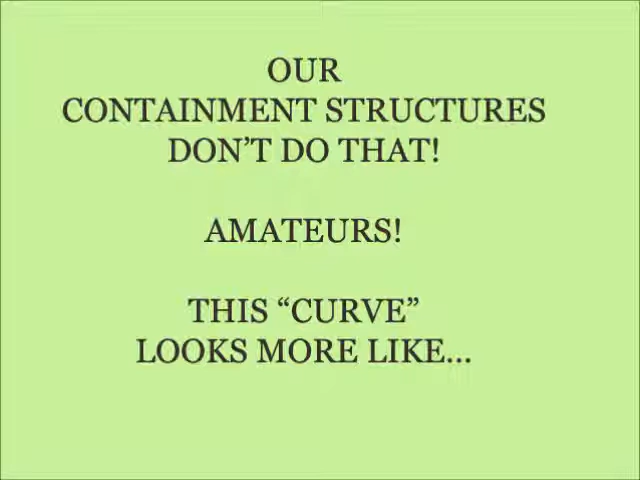 OUR
CONTAINMENT STRUCTURES
DON’T DO THAT!
AMATEURS!
THIS “CURVE”
LOOKS MORE LIKE...